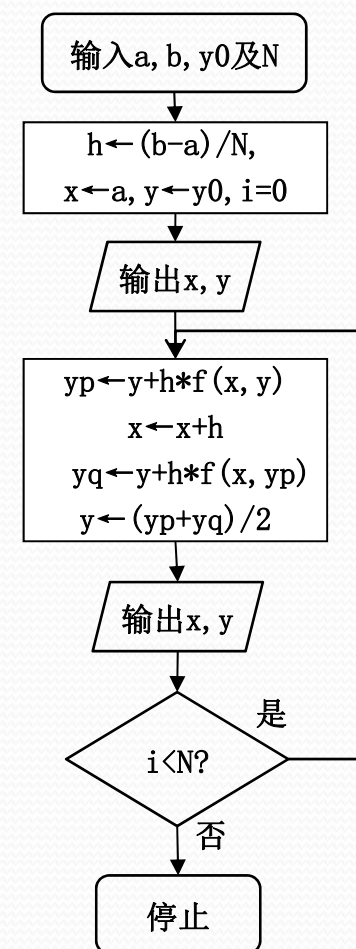 输入a,b,y0及N
h←(b-a)/N,
x←a,y←y0,i=0
输出x,y
yp←y+h*f(x,y)
x←x+h
yq←y+h*f(x,yp)
y←(yp+yq)/2
输出x,y
是
i<N?
否
停止